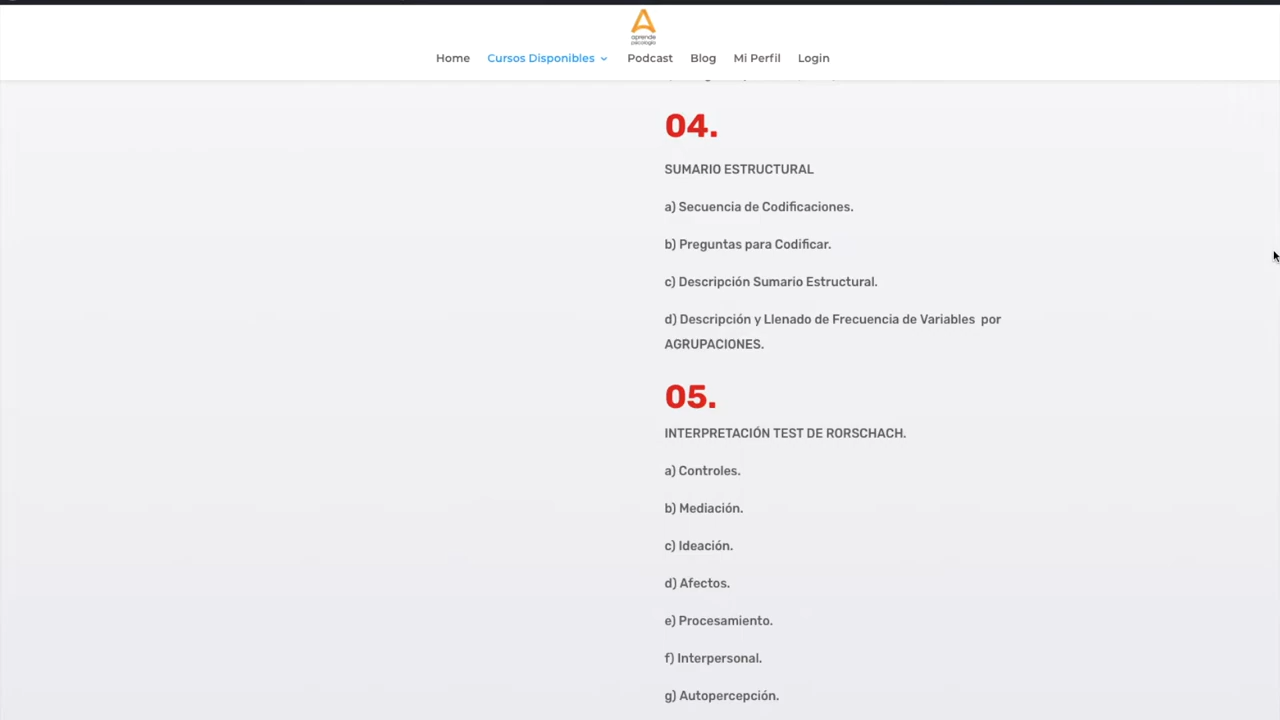 aprende
psicología
Home Cursos Disponibles Podcast Blog Mi Perfil Login
04.
SUMARIO ESTRUCTURAL
a) Secuencia de Codificaciones.
b) Preguntas para Codificar.
c) Descripción Sumario Estructural.
d) Descripción y Llenado de Frecuencia de Variables por
AGRUPACIONES.
05.
INTERPRETACIÓN TEST DE RORSCHACH.
a) Controles.
b) Mediación.
c) Ideación.
d) Afectos.
e) Procesamiento.
f) Interpersonal.
g) Autopercepción.